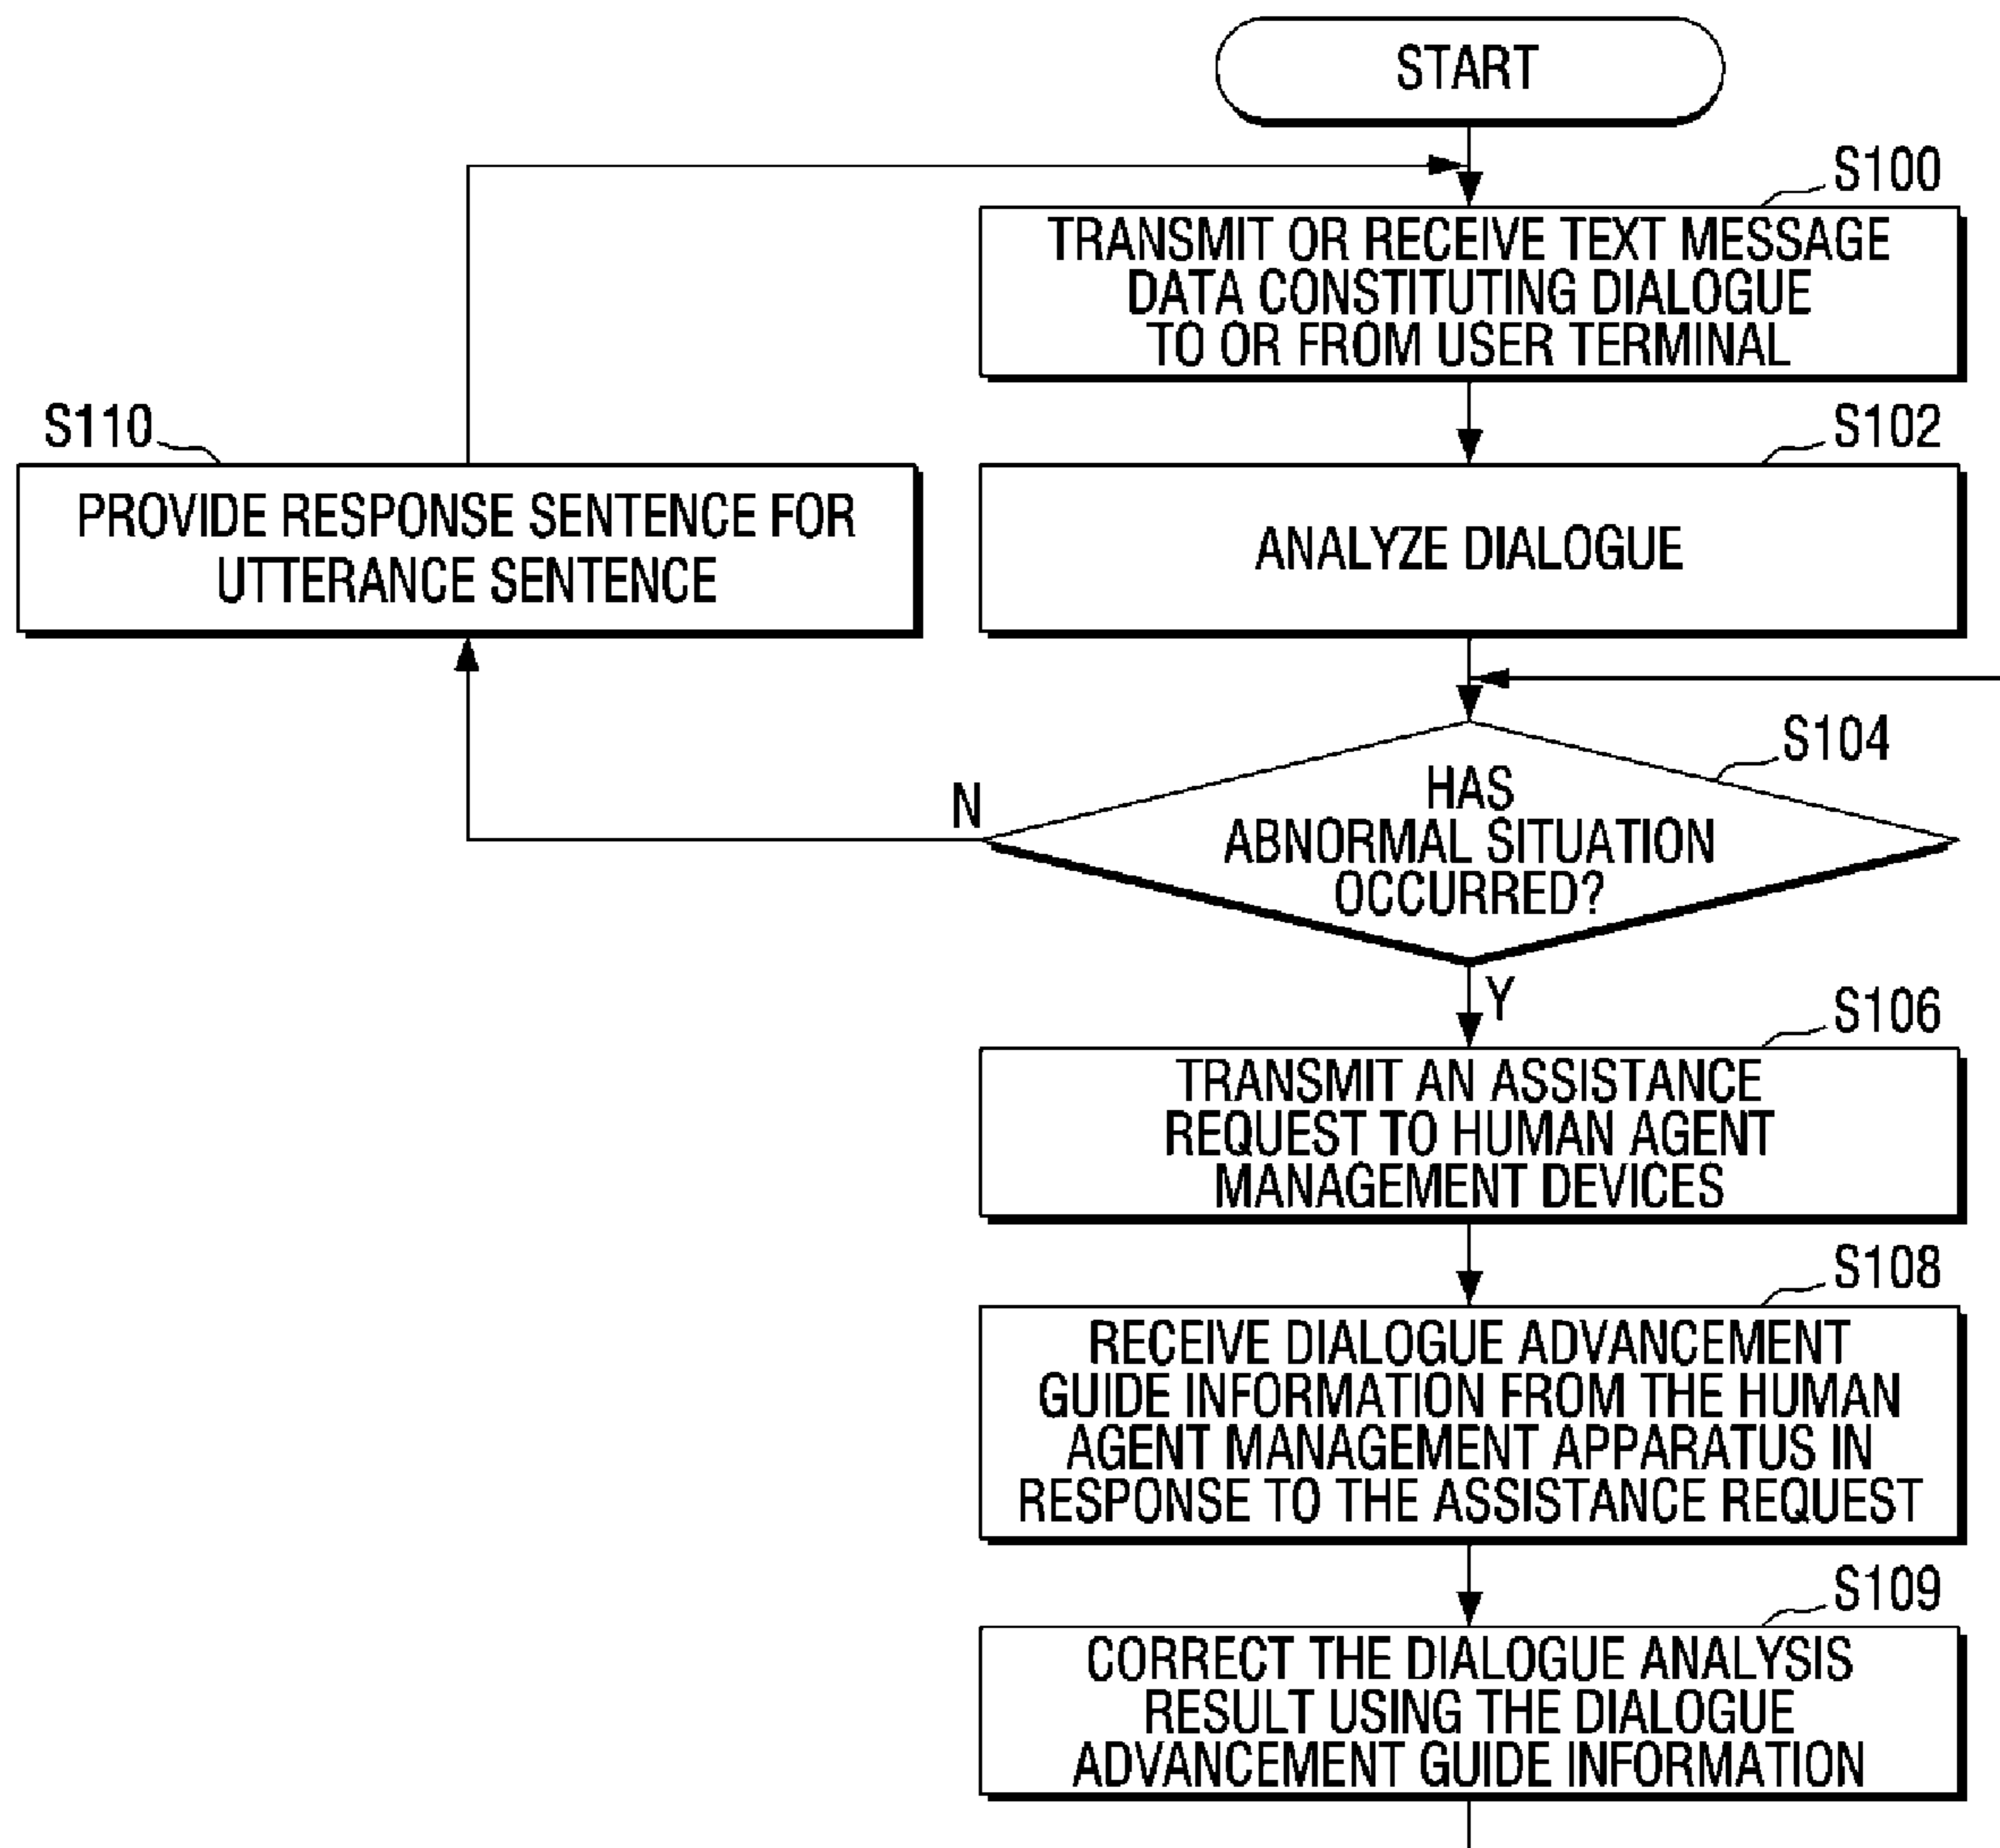 START
S100
TRANSMIT OR RECEIVE TEXT MESSAGE
DATA CONSTITUTING DIALOGUE
TO OR FROM USER TERMINAL
S110
PROVIDE RESPONSE SENTENCE FOR
UTTERANCE SENTENCE
S102
ANALYZE DIALOGUE
S104
HAS
ABNORMAL SITUATION
OCCURRED?
N
Y
S106
TRANSMIT AN ASSISTANCE
REQUEST TO HUMAN AGENT
MANAGEMENT DEVICES
S108
RECEIVE DIALOGUE ADVANCEMENT
GUIDE INFORMATION FROM THE HUMAN
AGENT MANAGEMENT APPARATUS IN
RESPONSE TO THE ASSISTANCE REQUEST
S109
CORRECT THE DIALOGUE ANALYSIS
RESULT USING THE DIALOGUE
ADVANCEMENT GUIDE INFORMATION